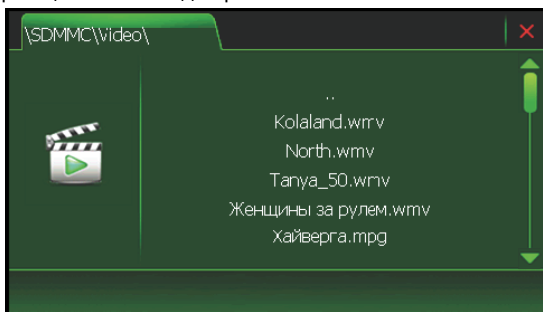 \SDMMC\Video\
..
Kolaland.wmv
North.wmv
Tanya_50.wmv
Женщины за рулем.wmv
Хайверга.mpg